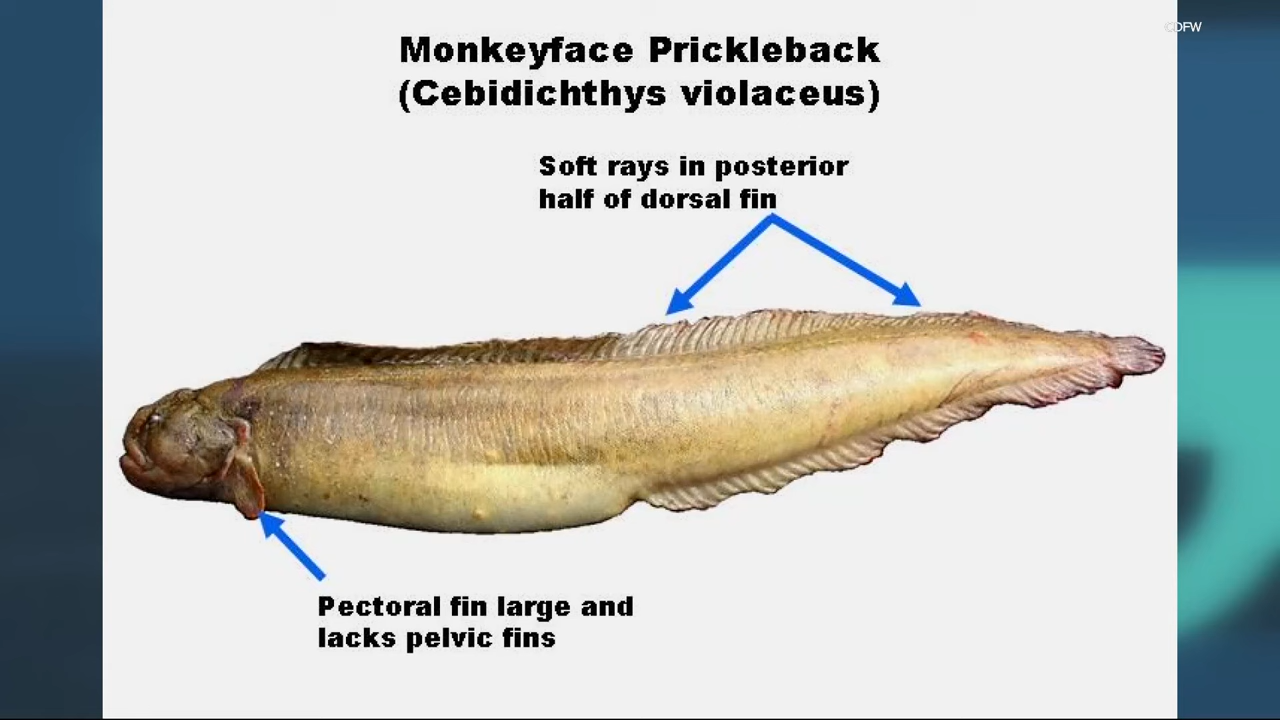 CDFW
Monkeyface Prickleback
(Cebidichthys violaceus)
Soft rays in posterior
half of dorsal fin
Pectoral fin large and
lacks pelvic fins